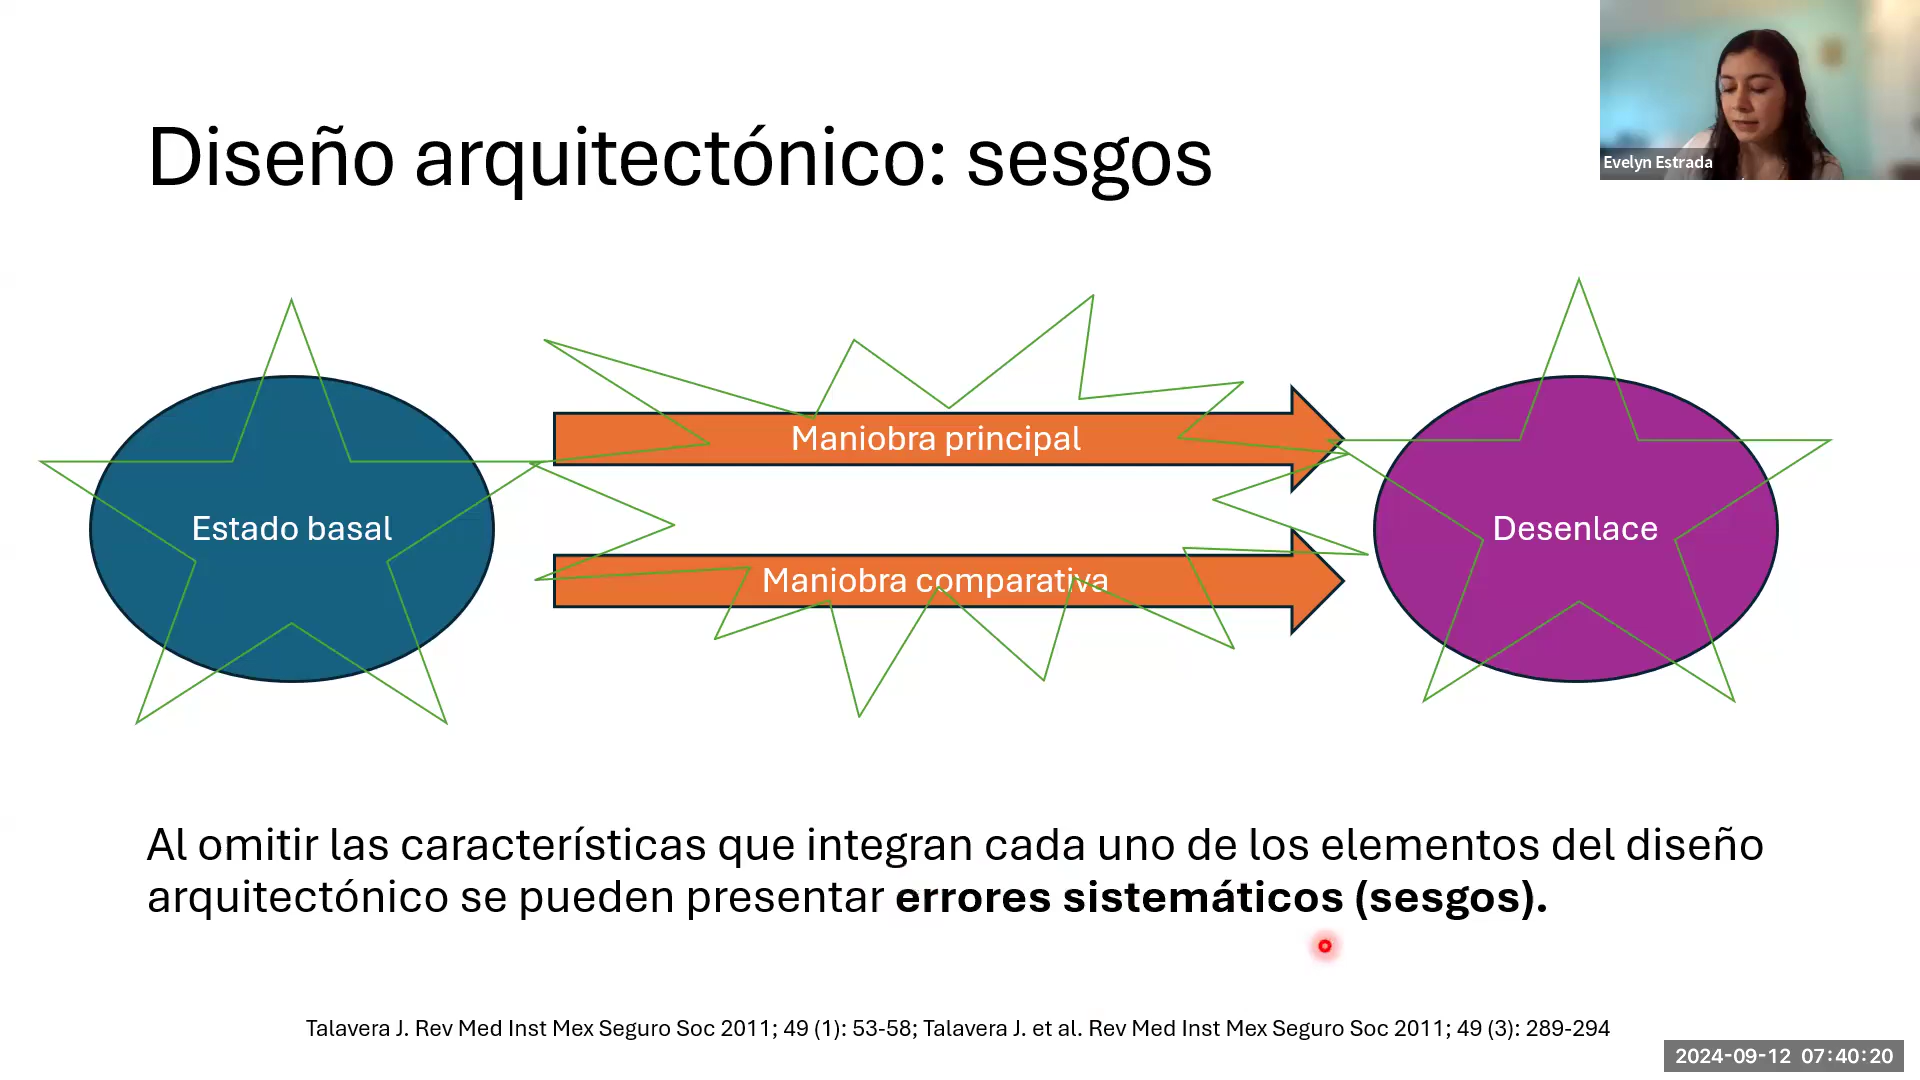 Diseño arquitectónico: sesgos
Evelyn Estrada
Maniobra principal
Estado basal
Desenlace
Maniobra comparativa
Al omitir las características que integran cada uno de los elementos del diseño
arquitectónico se pueden presentar errores sistemáticos (sesgos).
Talavera J. Rev Med Inst Mex Seguro Soc 2011; 49 (1): 53-58; Talavera J. et al. Rev Med Inst Mex Seguro Soc 2011; 49 (3): 289-294
2024-09-12 07:40:20